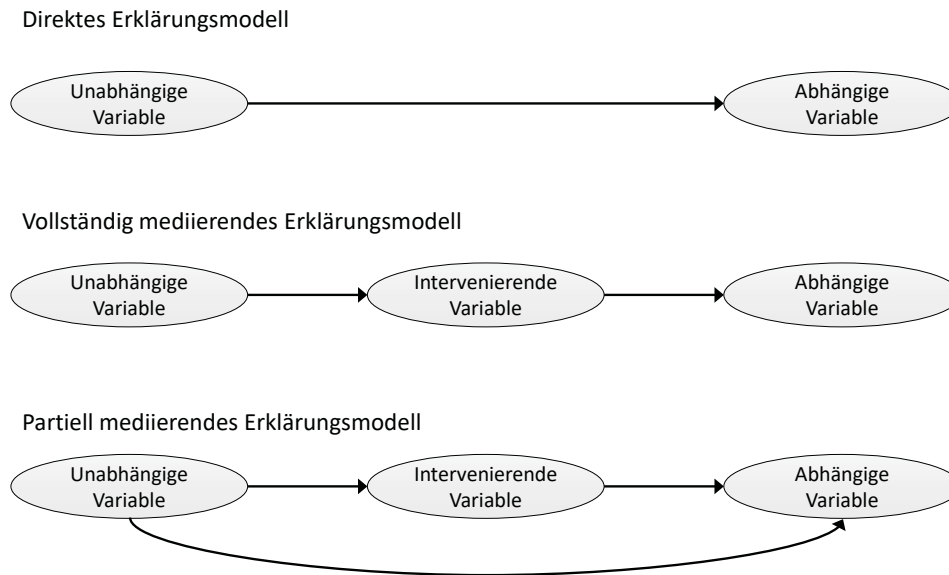 Direktes Erklärungsmodell
Unabhängige
Variable
Abhängige
Variable
Vollständig mediierendes Erklärungsmodell
Unabhängige
Variable
Intervenierende
Variable
Abhängige
Variable
Partiell mediierendes Erklärungsmodell
Unabhängige
Variable
Intervenierende
Variable
Abhängige
Variable